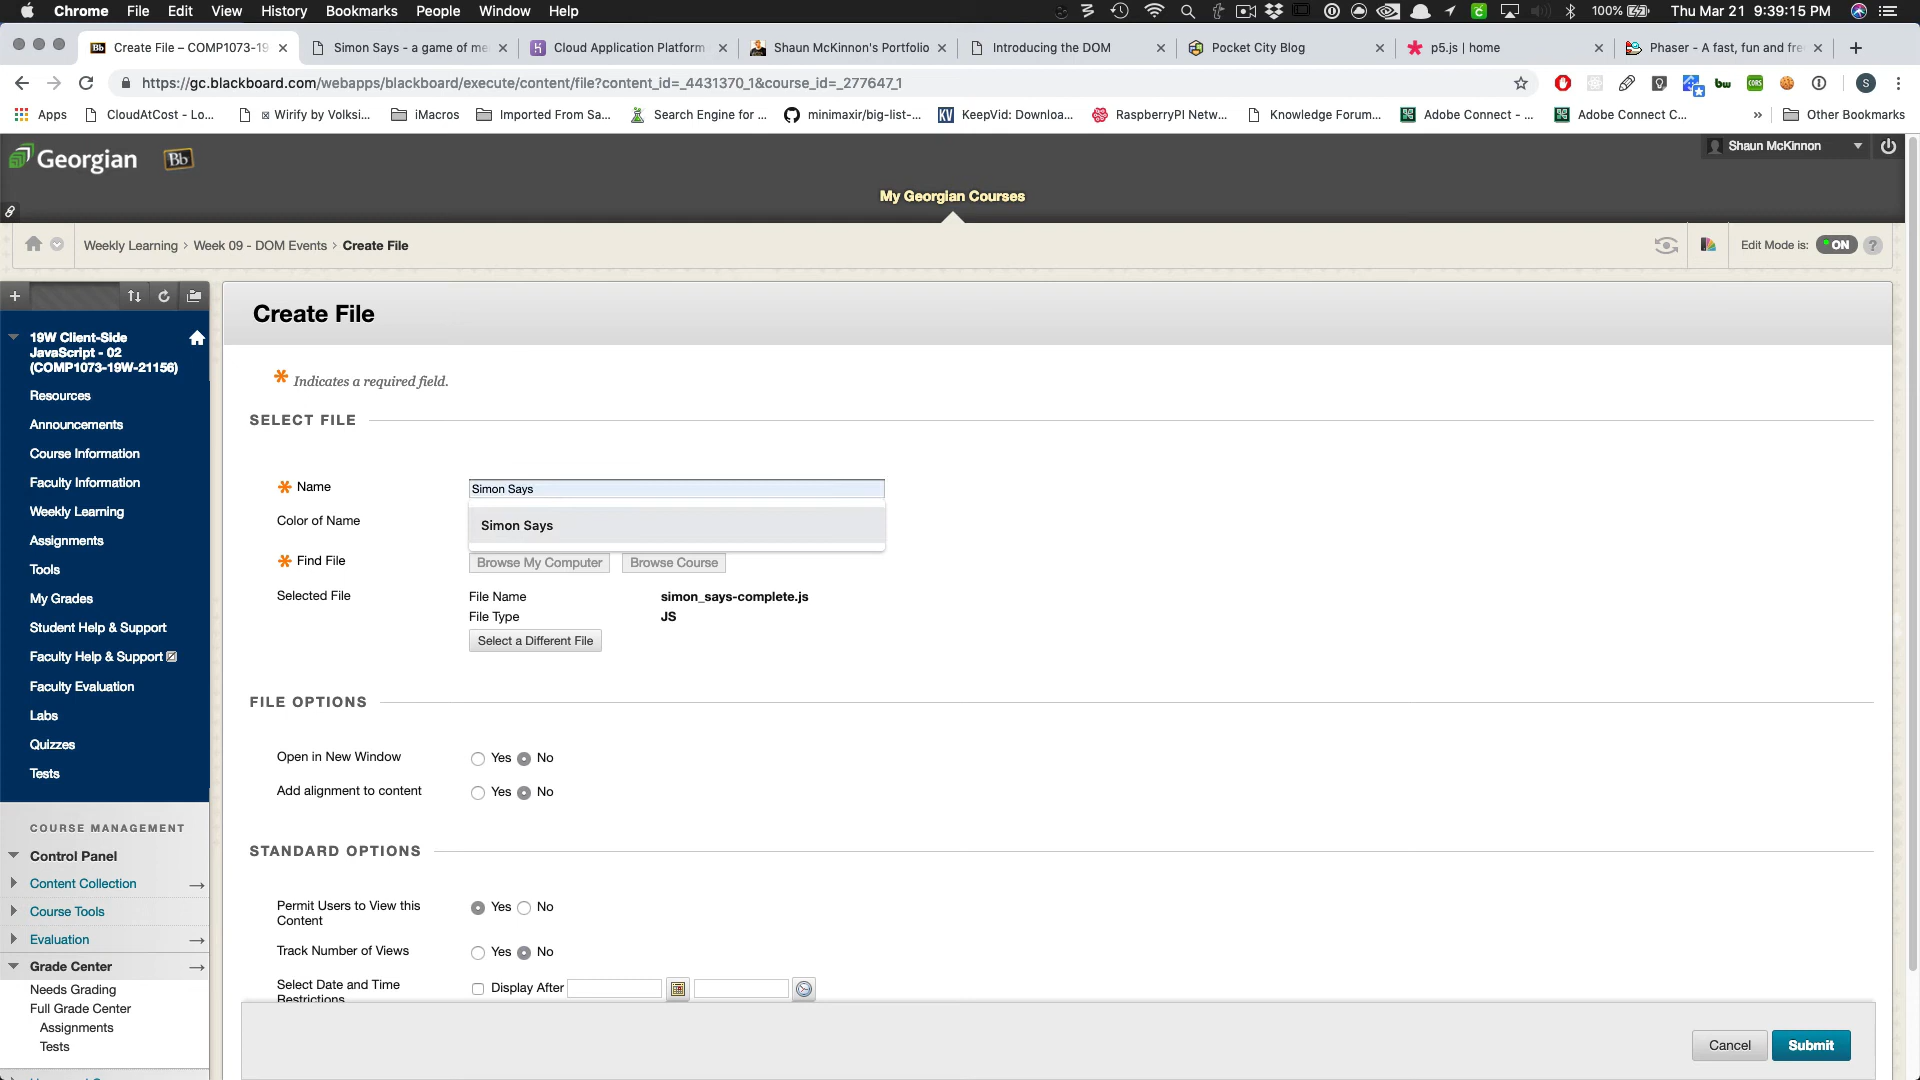 Chrome File Edit View History Bookmarks People Window Help 100% Thu Mar 21 9:39:15 PM
Create File – COMP1073-19 Simon Says - a game of me Cloud Application Platform Shaun McKinnon's Portfolio Introducing the DOM Pocket City Blog p5.js | home Phaser - A fast, fun and fre
https://gc.blackboard.com/webapps/blackboard/execute/content/file?content_id=_4431370_1&course_id=_277647_1
Apps CloudAtCost - Lo... Wirify by Volksi... iMacros Imported From Sa... Search Engine for ... minimaxir/big-list-... KeepVid: Downloa... RaspberryPI Netw... Knowledge Forum... Adobe Connect - ... Adobe Connect C... » Other Bookmarks
Georgian Bb
Shaun McKinnon
My Georgian Courses
Weekly Learning > Week 09 - DOM Events > Create File
Edit Mode is: ON ?
19W Client-Side
JavaScript - 02
(COMP1073-19W-21156)
Resources
Announcements
Course Information
Faculty Information
Weekly Learning
Assignments
Tools
My Grades
Student Help & Support
Faculty Help & Support
Faculty Evaluation
Labs
Quizzes
Tests
COURSE MANAGEMENT
Control Panel
Content Collection
Course Tools
Evaluation
Grade Center
Needs Grading
Full Grade Center
Assignments
Tests
Create File
* Indicates a required field.
SELECT FILE
* Name Simon Says
Color of Name
Simon Says
* Find File Browse My Computer Browse Course
Selected File File Name simon_says-complete.js
File Type JS
Select a Different File
FILE OPTIONS
Open in New Window Yes No
Add alignment to content Yes No
STANDARD OPTIONS
Permit Users to View this
Content
Yes No
Track Number of Views Yes No
Select Date and Time
Restrictions
Display After
Cancel Submit